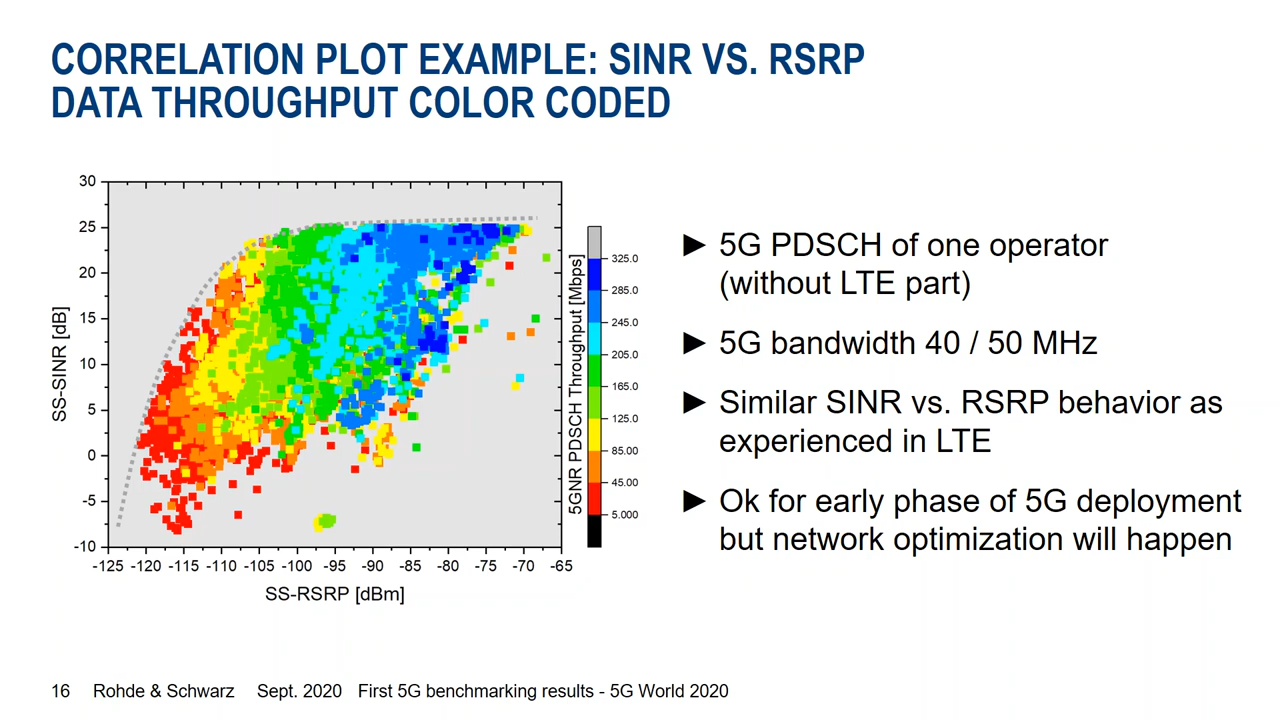 CORRELATION PLOT EXAMPLE: SINR VS. RSRP
DATA THROUGHPUT COLOR CODED
30
25
20
15
10
5
0
-5
-10
SS-SINR [dB]
-125 -120 -115 -110 -105 -100 -95 -90 -85 -80 -75 -70 -65
SS-RSRP [dBm]
5GNR PDSCH Throughput [Mbps]
325.0
285.0
245.0
205.0
165.0
125.0
85.00
45.00
5.000
► 5G PDSCH of one operator
(without LTE part)
► 5G bandwidth 40 / 50 MHz
► Similar SINR vs. RSRP behavior as
experienced in LTE
► Ok for early phase of 5G deployment
but network optimization will happen
16 Rohde & Schwarz Sept. 2020 First 5G benchmarking results - 5G World 2020